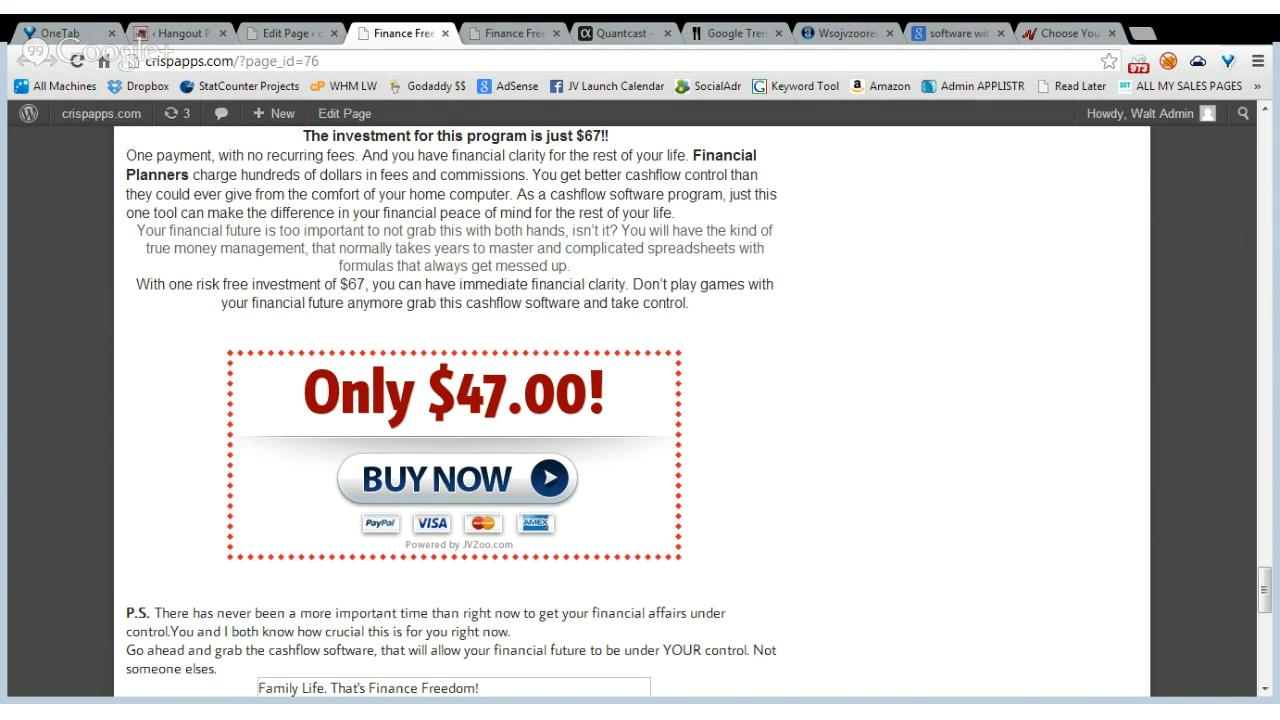 OneTab
Hangout P
Edit Page ‹ c
Finance Free
Finance Free
Quantcast -
Google Tren
Wsojvzoorev
software wit
Choose You
Google+
crispapps.com/?page_id=76
973
All Machines
Dropbox
StatCounter Projects
cP WHM LW
Godaddy $$
AdSense
JV Launch Calendar
SocialAdr
Keyword Tool
Amazon
Admin APPLISTR
Read Later
ALL MY SALES PAGES
»
crispapps.com
3
+ New
Edit Page
Howdy, Walt Admin
The investment for this program is just $67!!
One payment, with no recurring fees. And you have financial clarity for the rest of your life. Financial
Planners charge hundreds of dollars in fees and commissions. You get better cashflow control than
they could ever give from the comfort of your home computer. As a cashflow software program, just this
one tool can make the difference in your financial peace of mind for the rest of your life.
Your financial future is too important to not grab this with both hands, isn't it? You will have the kind of
true money management, that normally takes years to master and complicated spreadsheets with
formulas that always get messed up.
With one risk free investment of $67, you can have immediate financial clarity. Don't play games with
your financial future anymore grab this cashflow software and take control.
Only $47.00!
BUY NOW
PayPal
VISA
AMEX
Powered by JVZoo.com
P.S. There has never been a more important time than right now to get your financial affairs under
control.You and I both know how crucial this is for you right now.
Go ahead and grab the cashflow software, that will allow your financial future to be under YOUR control. Not
someone elses.
Family Life. That's Finance Freedom!